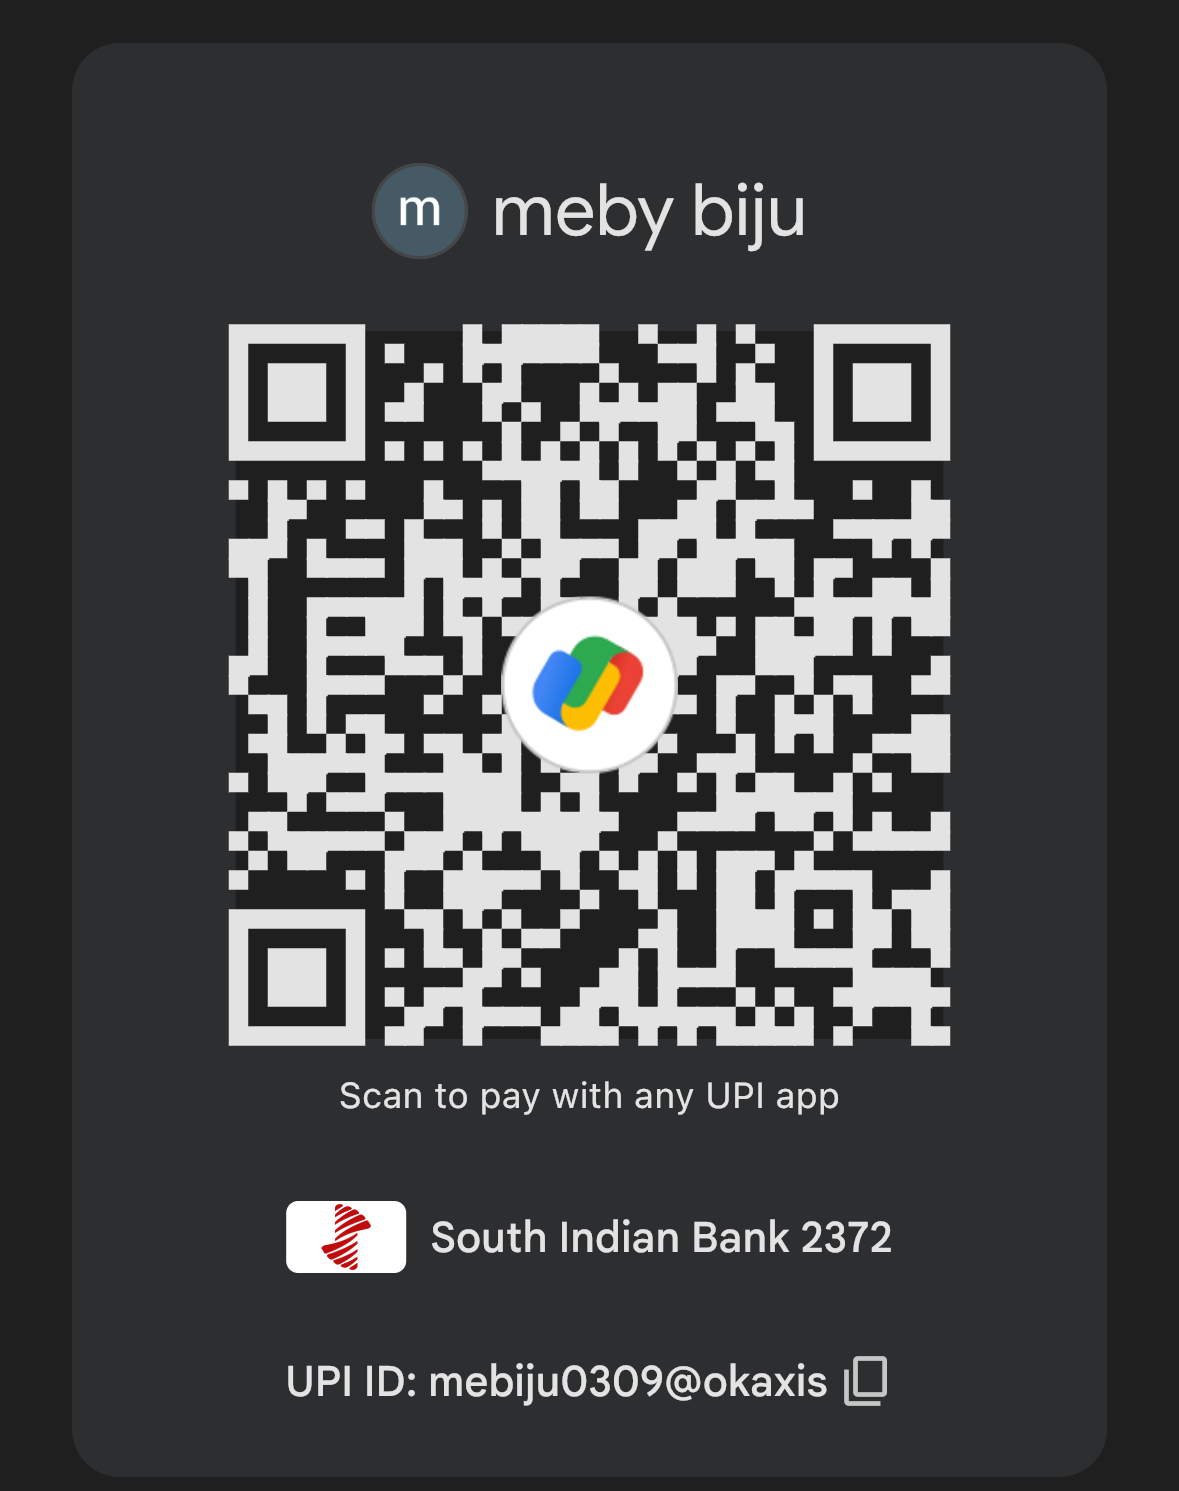 m meby biju
Scan to pay with any UPI app
South Indian Bank 2372
UPI ID: mebiju0309@okaxis